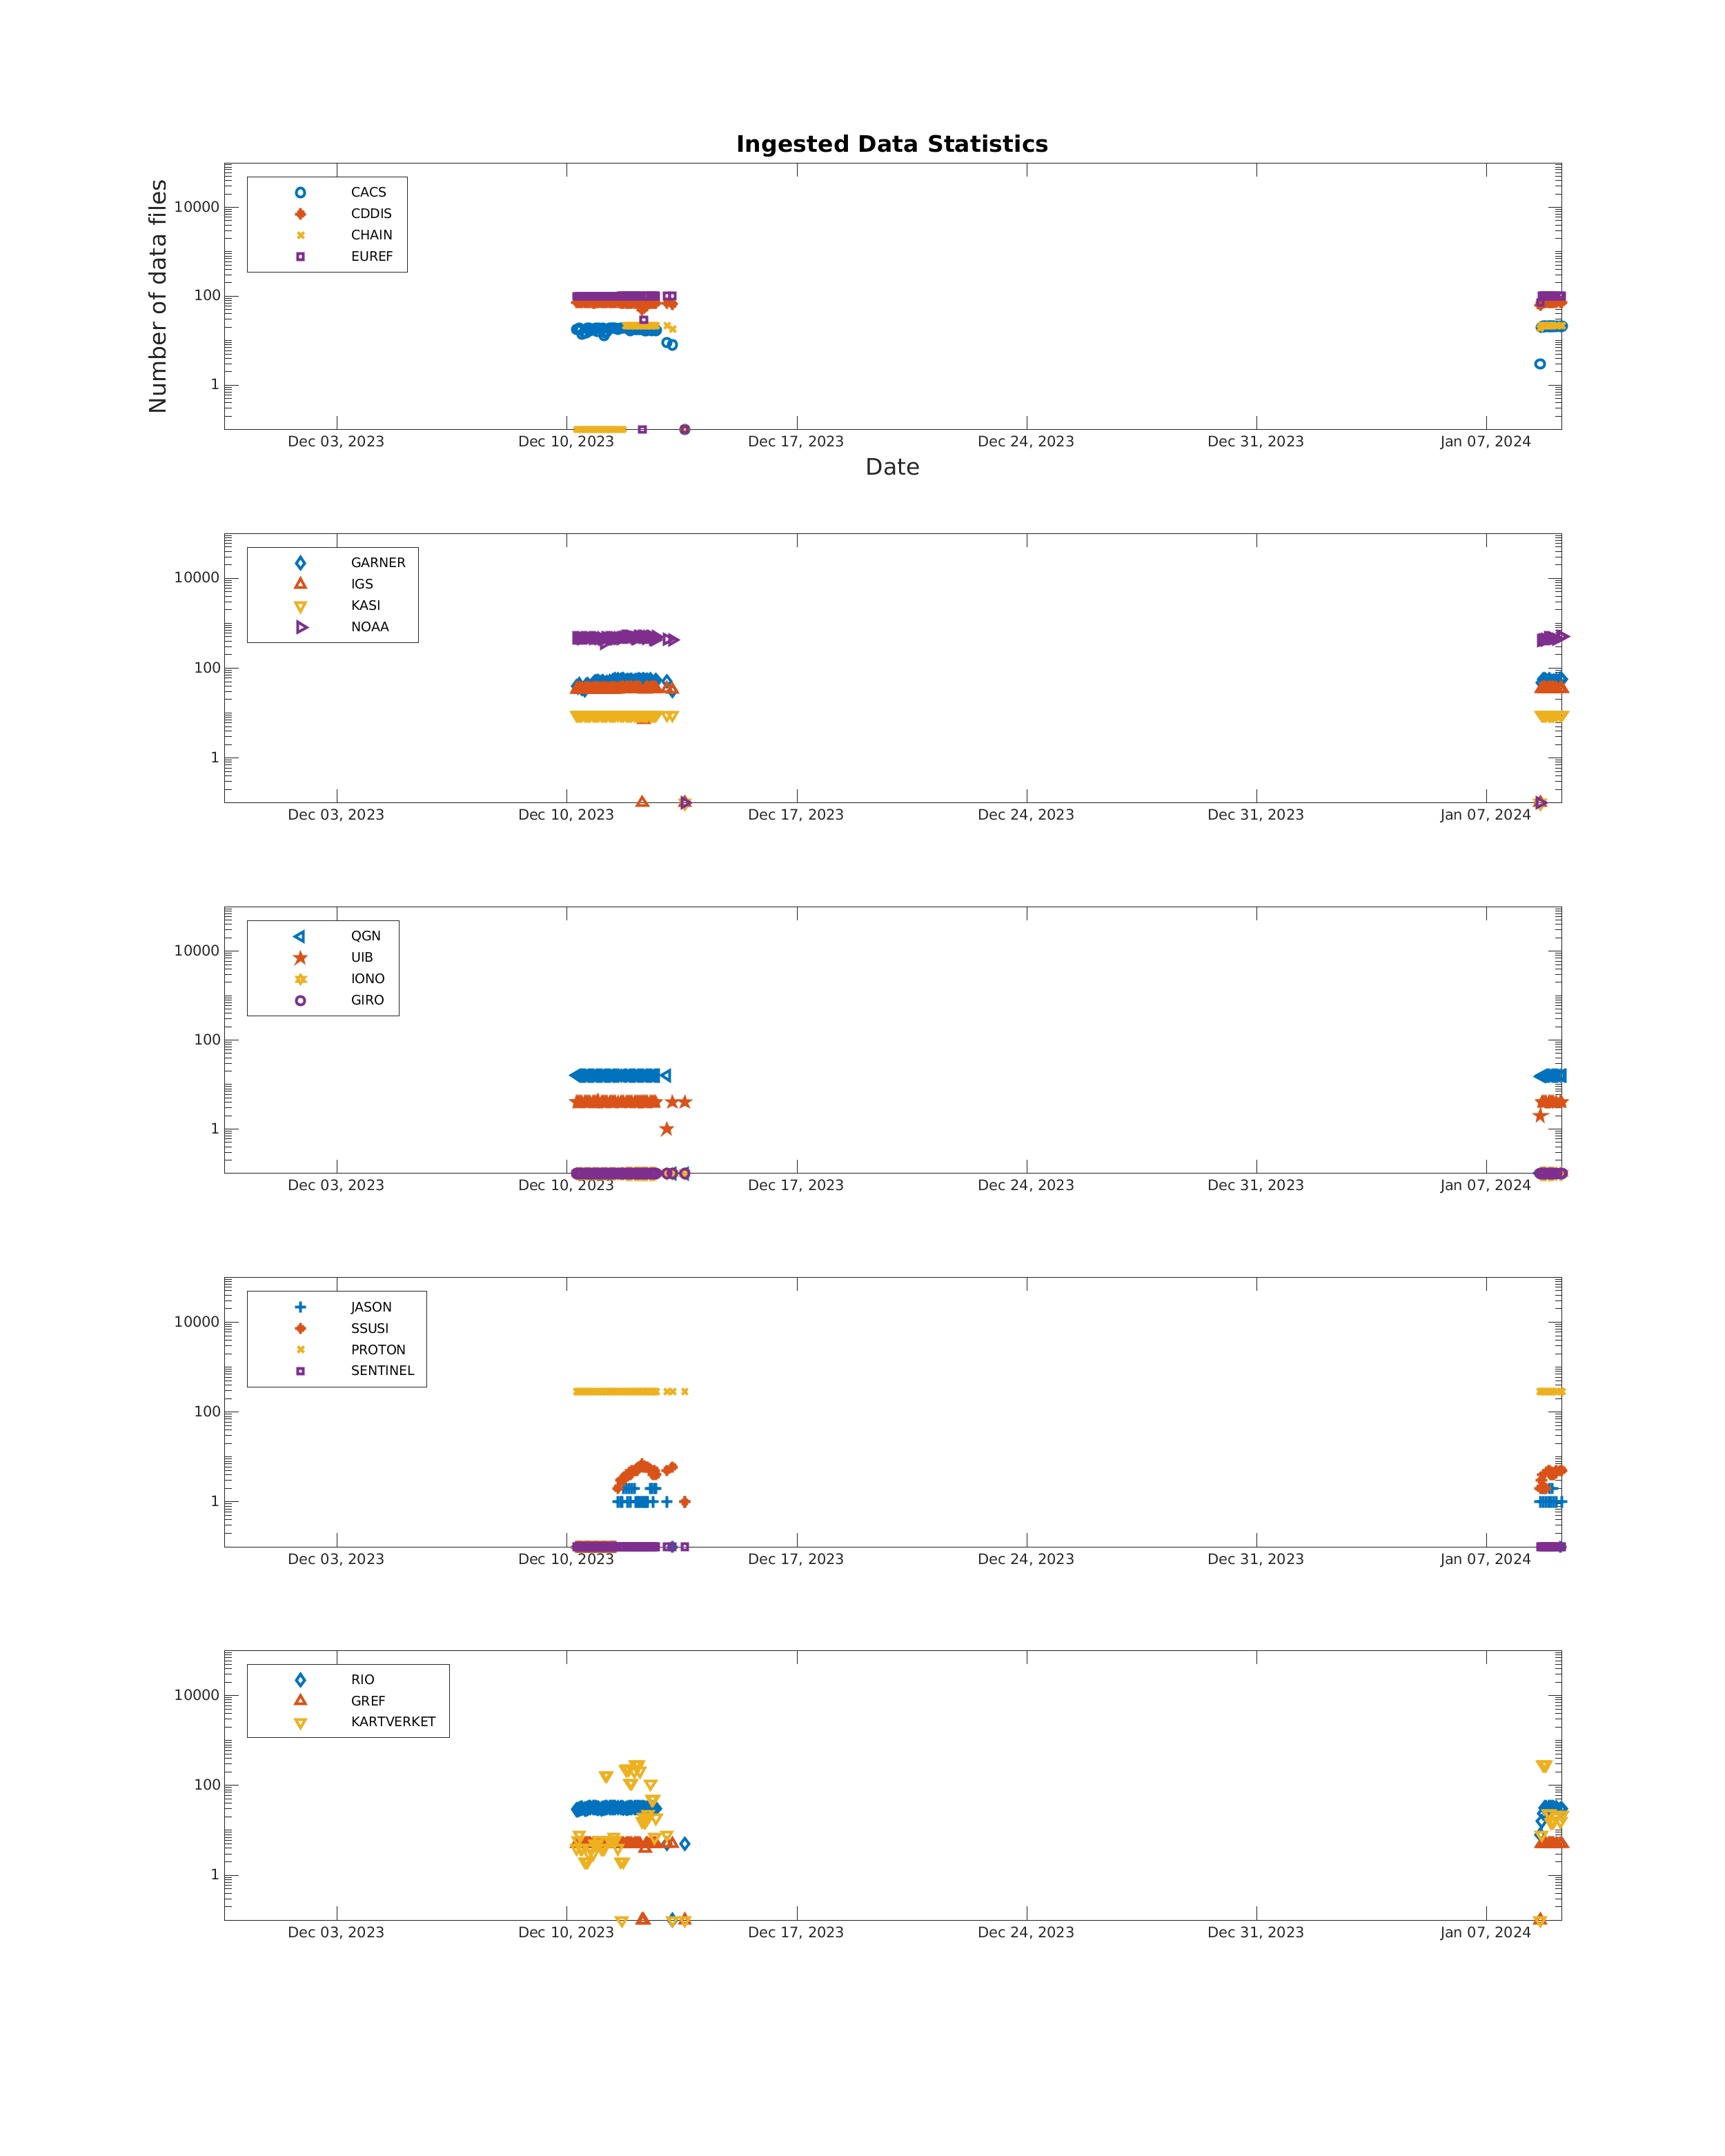 Ingested Data Statistics
Number of data files
CACS
CDDIS
CHAIN
EUREF
10000
100
1
Dec 03, 2023 Dec 10, 2023 Dec 17, 2023 Dec 24, 2023 Dec 31, 2023 Jan 07, 2024
Date
GARNER
IGS
KASI
NOAA
10000
100
1
Dec 03, 2023 Dec 10, 2023 Dec 17, 2023 Dec 24, 2023 Dec 31, 2023 Jan 07, 2024
QGN
UIB
IONO
GIRO
10000
100
1
Dec 03, 2023 Dec 10, 2023 Dec 17, 2023 Dec 24, 2023 Dec 31, 2023 Jan 07, 2024
JASON
SSUSI
PROTON
SENTINEL
10000
100
1
Dec 03, 2023 Dec 10, 2023 Dec 17, 2023 Dec 24, 2023 Dec 31, 2023 Jan 07, 2024
RIO
GREF
KARTVERKET
10000
100
1
Dec 03, 2023 Dec 10, 2023 Dec 17, 2023 Dec 24, 2023 Dec 31, 2023 Jan 07, 2024